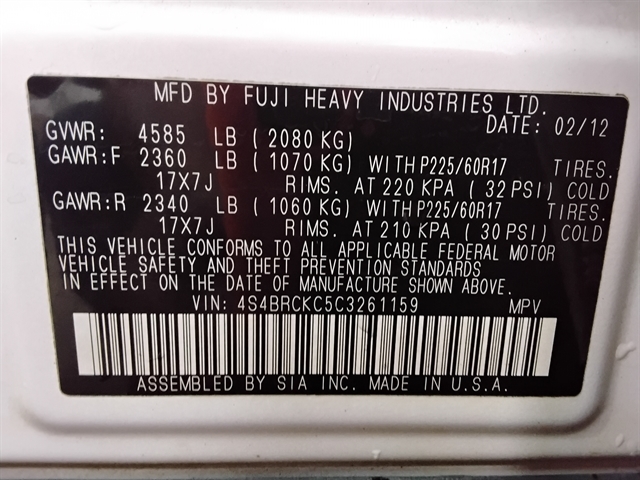 MFD BY FUJI HEAVY INDUSTRIES LTD.
DATE: 02/12
GVWR: 4585 LB ( 2080 KG)
GAWR:F 2360 LB ( 1070 KG) WITH P225/60R17 TIRES.
17X7J RIMS. AT 220 KPA ( 32 PSI) COLD
GAWR:R 2340 LB ( 1060 KG) WITH P225/60R17 TIRES.
17X7J RIMS. AT 210 KPA ( 30 PSI) COLD
THIS VEHICLE CONFORMS TO ALL APPLICABLE FEDERAL MOTOR
VEHICLE SAFETY AND THEFT PREVENTION STANDARDS
IN EFFECT ON THE DATE OF MANUFACTURE SHOWN ABOVE.
VIN: 4S4BRCKC5C3261159 MPV
ASSEMBLED BY SIA INC. MADE IN U.S.A.